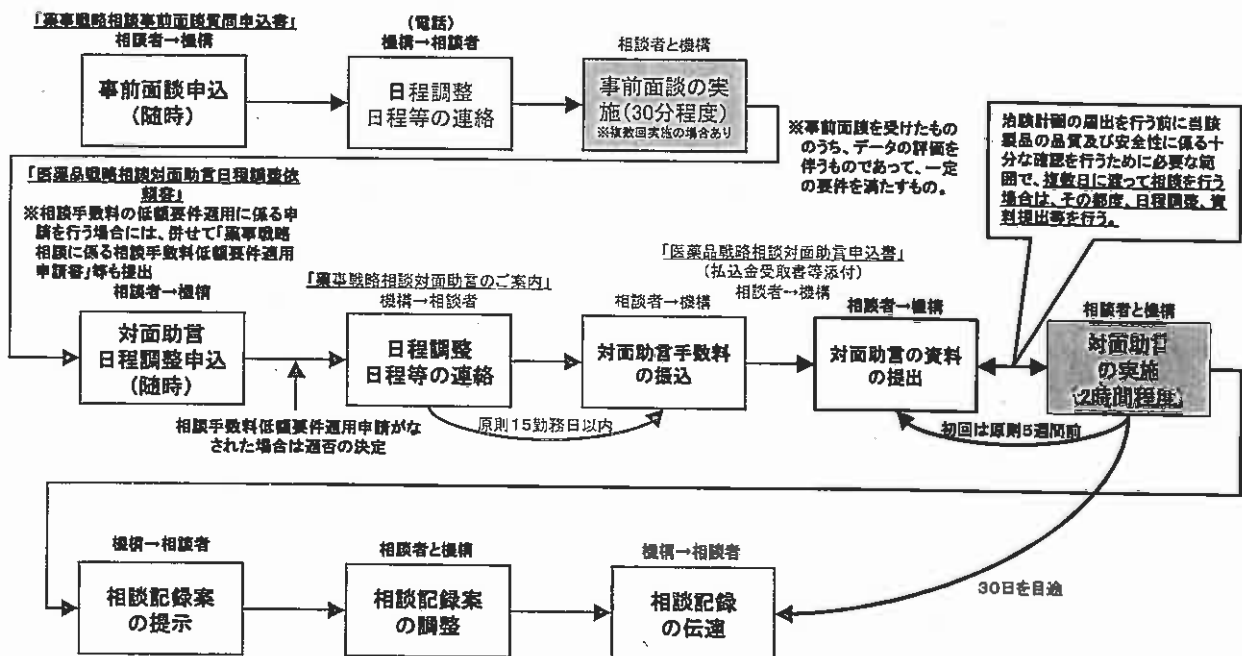 「薬事戦略相談事前面談質問申込書」
相談者→機構
事前面談申込
(随時)
(電話)
機構→相談者
日程調整
日程等の連絡
相談者と機構
事前面談の実
施(30分程度)
※複数回実施の場合あり
※事前面談を受けたもの
のうち、データの評価を
伴うものであって、一定
の要件を満たすもの。
治験計画の届出を行う前に当該
製品の品質及び安全性に係る十
分な確認を行うために必要な範
囲で、複数日に渡って相談を行う
場合は、その都度、日程調整、資
料提出等を行う。
「医薬品戦略相談対面助言日程調整依
頼書」
※相談手数料の低額要件適用に係る申
請を行う場合には、併せて「薬事戦略
相談に係る相談手数料低額要件適用
申請書」等も提出
相談者→機構
対面助言
日程調整申込
(随時)
相談手数料低額要件適用申請がな
された場合は適否の決定
「薬事戦略相談対面助言のご案内」
機構→相談者
日程調整
日程等の連絡
原則15勤務日以内
「医薬品戦略相談対面助言申込書」
(払込金受取書等添付)
相談者→機構
相談者→機構
対面助言手数料
の振込
相談者→機構
対面助言の資料
の提出
初回は原則5週間前
相談者と機構
対面助言
の実施
(2時間程度)
機構→相談者
相談記録案
の提示
相談者と機構
相談記録案
の調整
機構→相談者
相談記録
の伝達
30日を目途